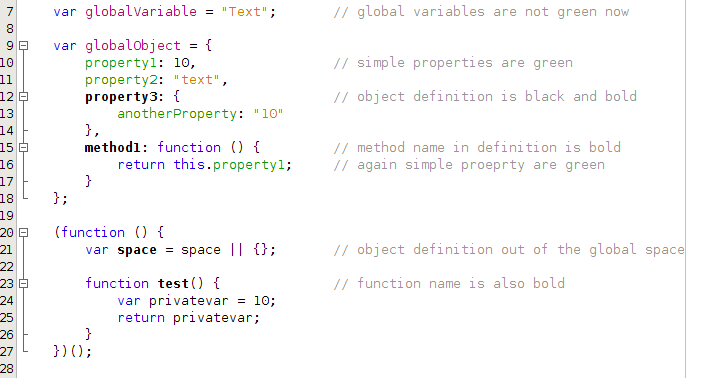 7 var globalVariable = "Text"; // global variables are not green now
8
9 var globalObject = {
10 property1: 10, // simple properties are green
11 property2: "text",
12 property3: { // object definition is black and bold
13 anotherProperty: "10"
14 },
15 method1: function () { // method name in definition is bold
16 return this.property1; // again simple proeprty are green
17 }
18 };
19
20 (function () {
21 var space = space || {}; // object definition out of the global space
22
23 function test() { // function name is also bold
24 var privatevar = 10;
25 return privatevar;
26 }
27 })();
28